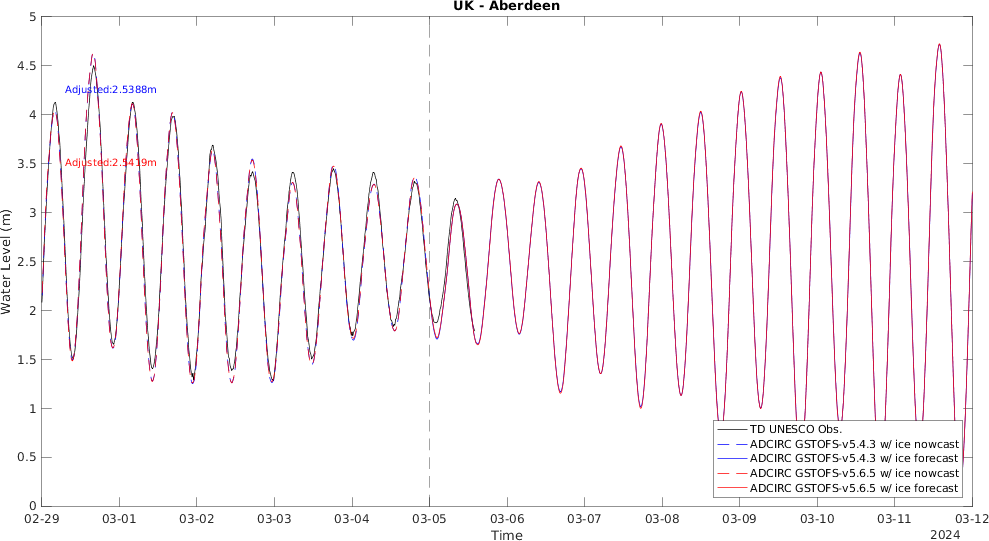 UK - Aberdeen
5
4.5
4
3.5
3
2.5
2
1.5
1
0.5
0
Water Level (m)
Adjusted:2.5388m
Adjusted:2.5419m
TD UNESCO Obs.
ADCIRC GSTOFS-v5.4.3 w/ ice nowcast
ADCIRC GSTOFS-v5.4.3 w/ ice forecast
ADCIRC GSTOFS-v5.6.5 w/ ice nowcast
ADCIRC GSTOFS-v5.6.5 w/ ice forecast
02-29 03-01 03-02 03-03 03-04 03-05 03-06 03-07 03-08 03-09 03-10 03-11 03-12
Time
2024